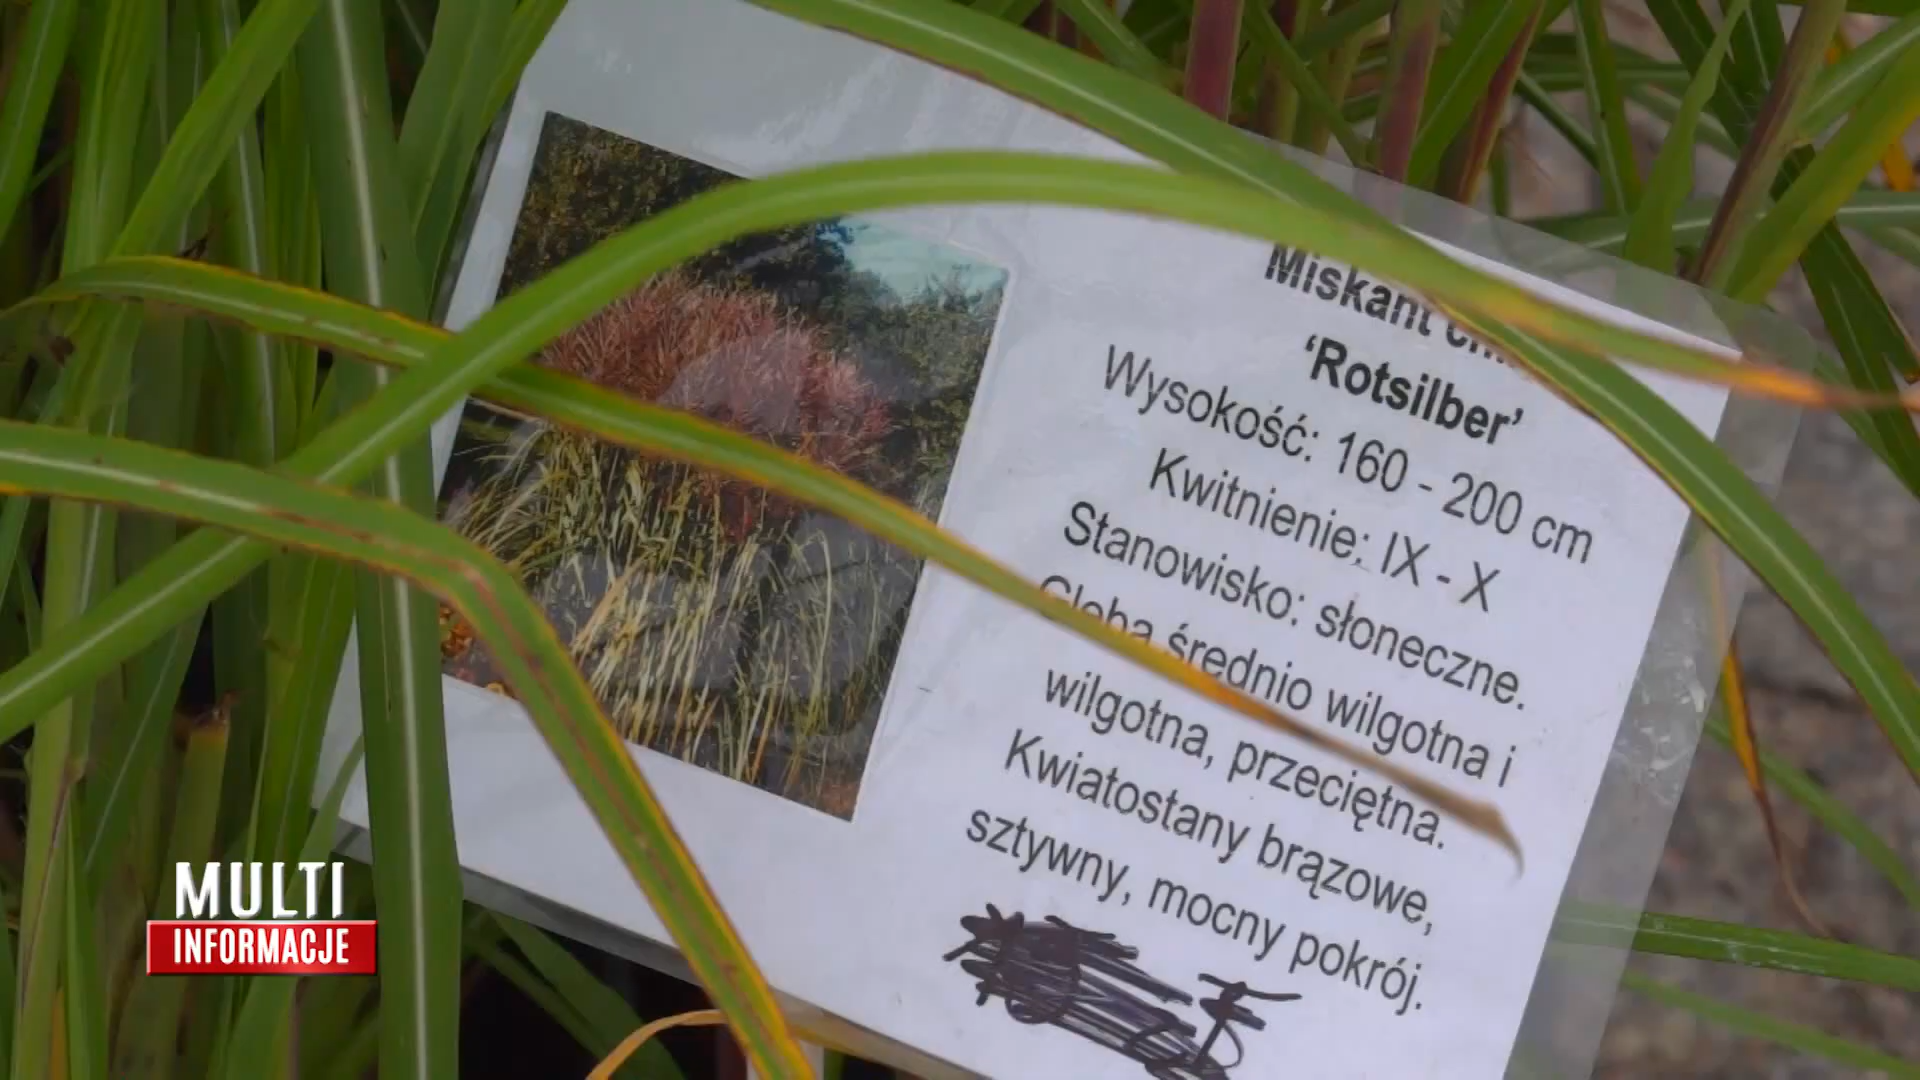 Miskant
'Rotsilber'
Wysokość: 160 - 200 cm
Kwitnienie: IX - X
Stanowisko: słoneczne.
Gleba średnio wilgotna i
wilgotna, przeciętna.
Kwiatostany brązowe,
sztywny, mocny pokrój.
MULTI
INFORMACJE